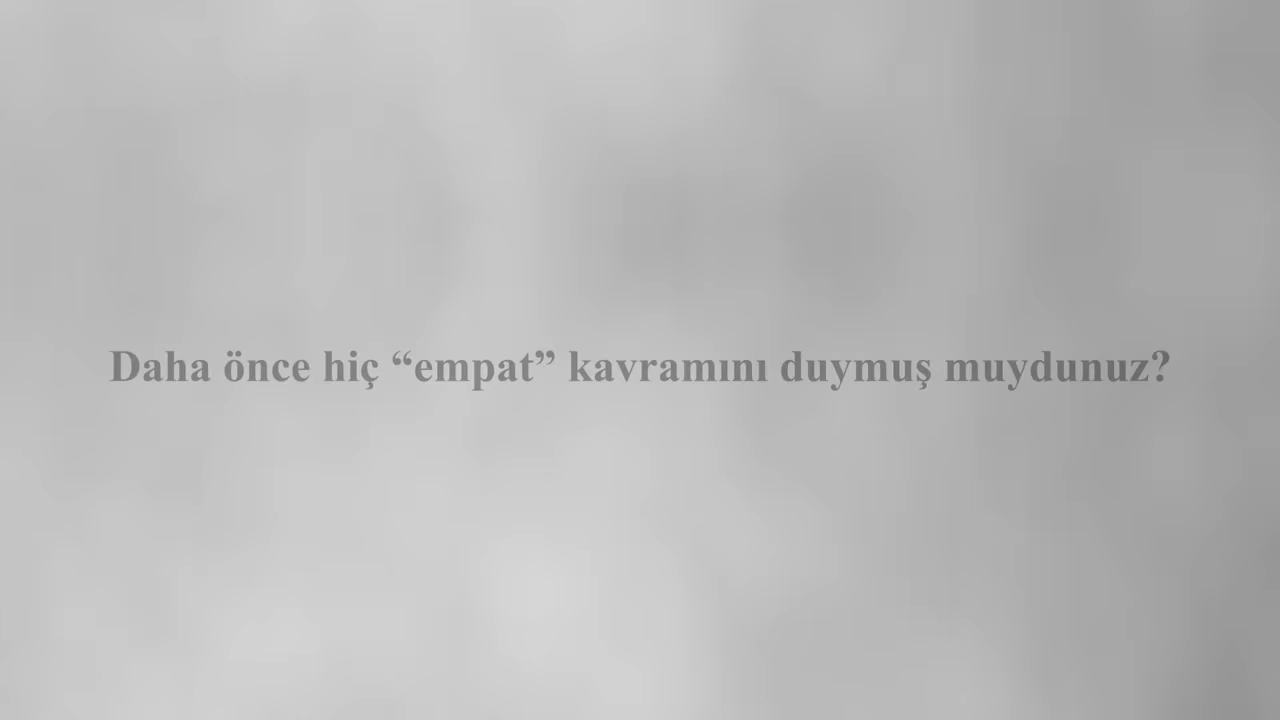 Daha önce hiç “empat” kavramını duymuş muydunuz?